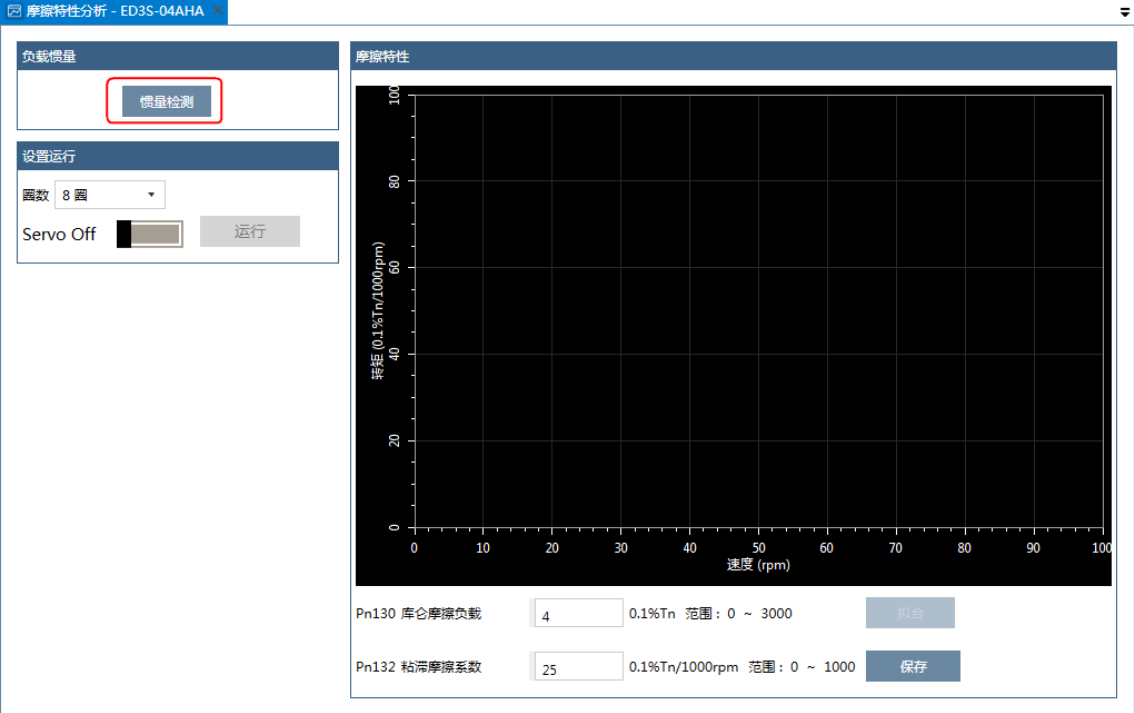 摩擦特性分析 - ED3S-04AHA
负载惯量
惯量检测
设置运行
圈数 8 圈
Servo Off 运行
摩擦特性
转矩 (0.1%Tn/1000rpm)
100
80
60
40
20
0
0 10 20 30 40 50 60 70 80 90 100
速度 (rpm)
Pn130 库仑摩擦负载 4 0.1%Tn 范围: 0 ~ 3000 拟合
Pn132 粘滞摩擦系数 25 0.1%Tn/1000rpm 范围: 0 ~ 1000 保存